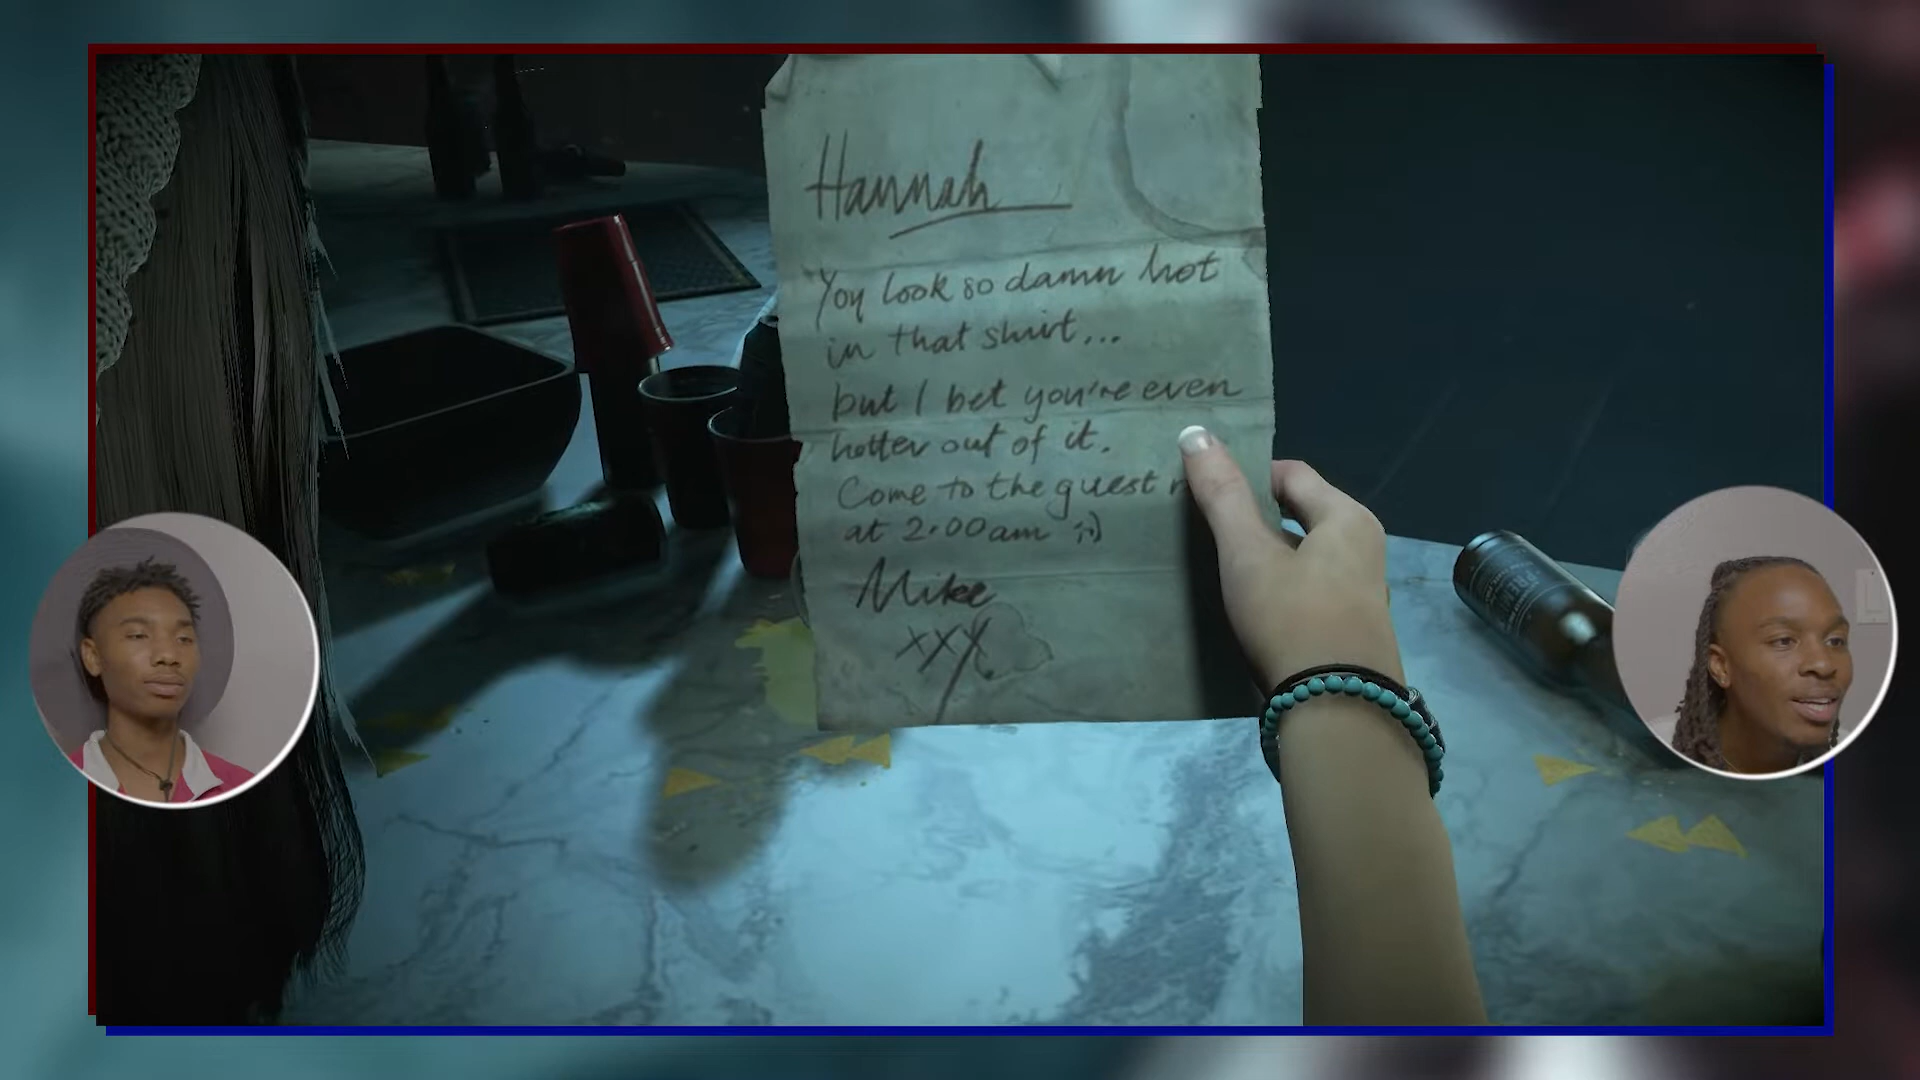 Hannah
You look so damn hot
in that shirt...
but I bet you're even
hotter out of it.
Come to the guest
at 2.00am ;)
Mike
xxx